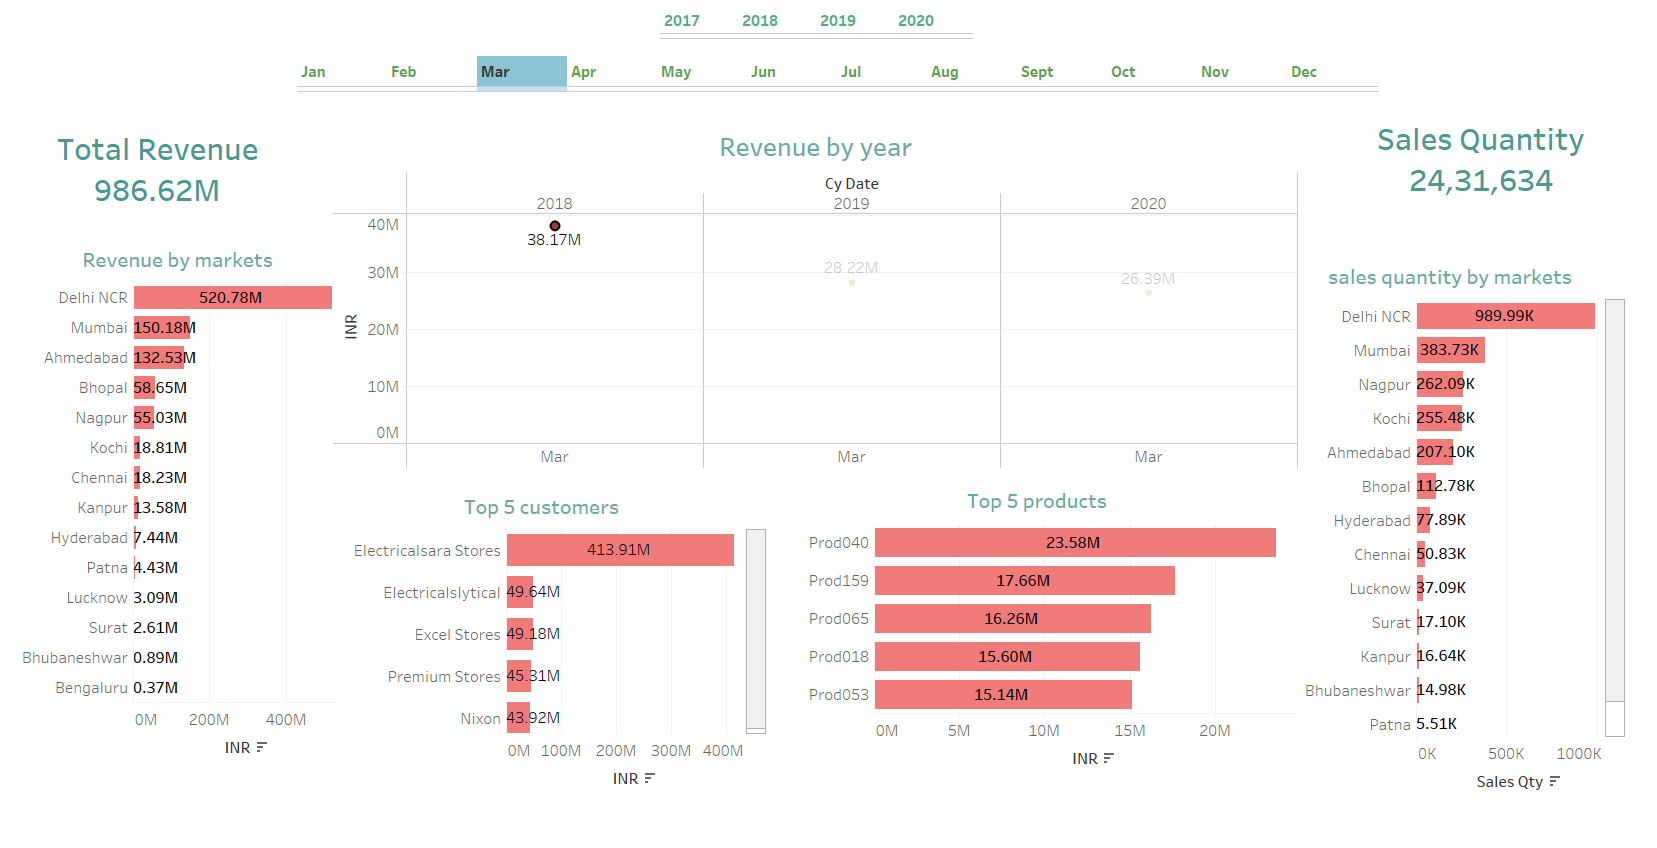 2017 2018 2019 2020
Jan Feb Mar Apr May Jun Jul Aug Sept Oct Nov Dec
Total Revenue
986.62M
Revenue by markets
Delhi NCR 520.78M
Mumbai 150.18M
Ahmedabad 132.53M
Bhopal 58.65M
Nagpur 55.03M
Kochi 18.81M
Chennai 18.23M
Kanpur 13.58M
Hyderabad 7.44M
Patna 4.43M
Lucknow 3.09M
Surat 2.61M
Bhubaneshwar 0.89M
Bengaluru 0.37M
0M 200M 400M
INR
Revenue by year
Cy Date
2018 2019 2020
40M
30M
20M
10M
0M
INR
38.17M
28.22M
26.39M
Mar Mar Mar
Top 5 customers
Electricalsara Stores 413.91M
Electricalslytical 49.64M
Excel Stores 49.18M
Premium Stores 45.31M
Nixon 43.92M
0M 100M 200M 300M 400M
INR
Top 5 products
Prod040 23.58M
Prod159 17.66M
Prod065 16.26M
Prod018 15.60M
Prod053 15.14M
0M 5M 10M 15M 20M
INR
Sales Quantity
24,31,634
sales quantity by markets
Delhi NCR 989.99K
Mumbai 383.73K
Nagpur 262.09K
Kochi 255.48K
Ahmedabad 207.10K
Bhopal 112.78K
Hyderabad 77.89K
Chennai 50.83K
Lucknow 37.09K
Surat 17.10K
Kanpur 16.64K
Bhubaneshwar 14.98K
Patna 5.51K
0K 500K 1000K
Sales Qty